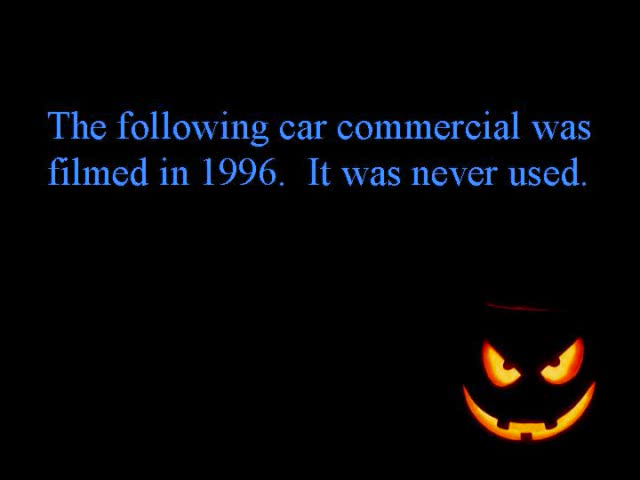 The following car commercial was
filmed in 1996.  It was never used.